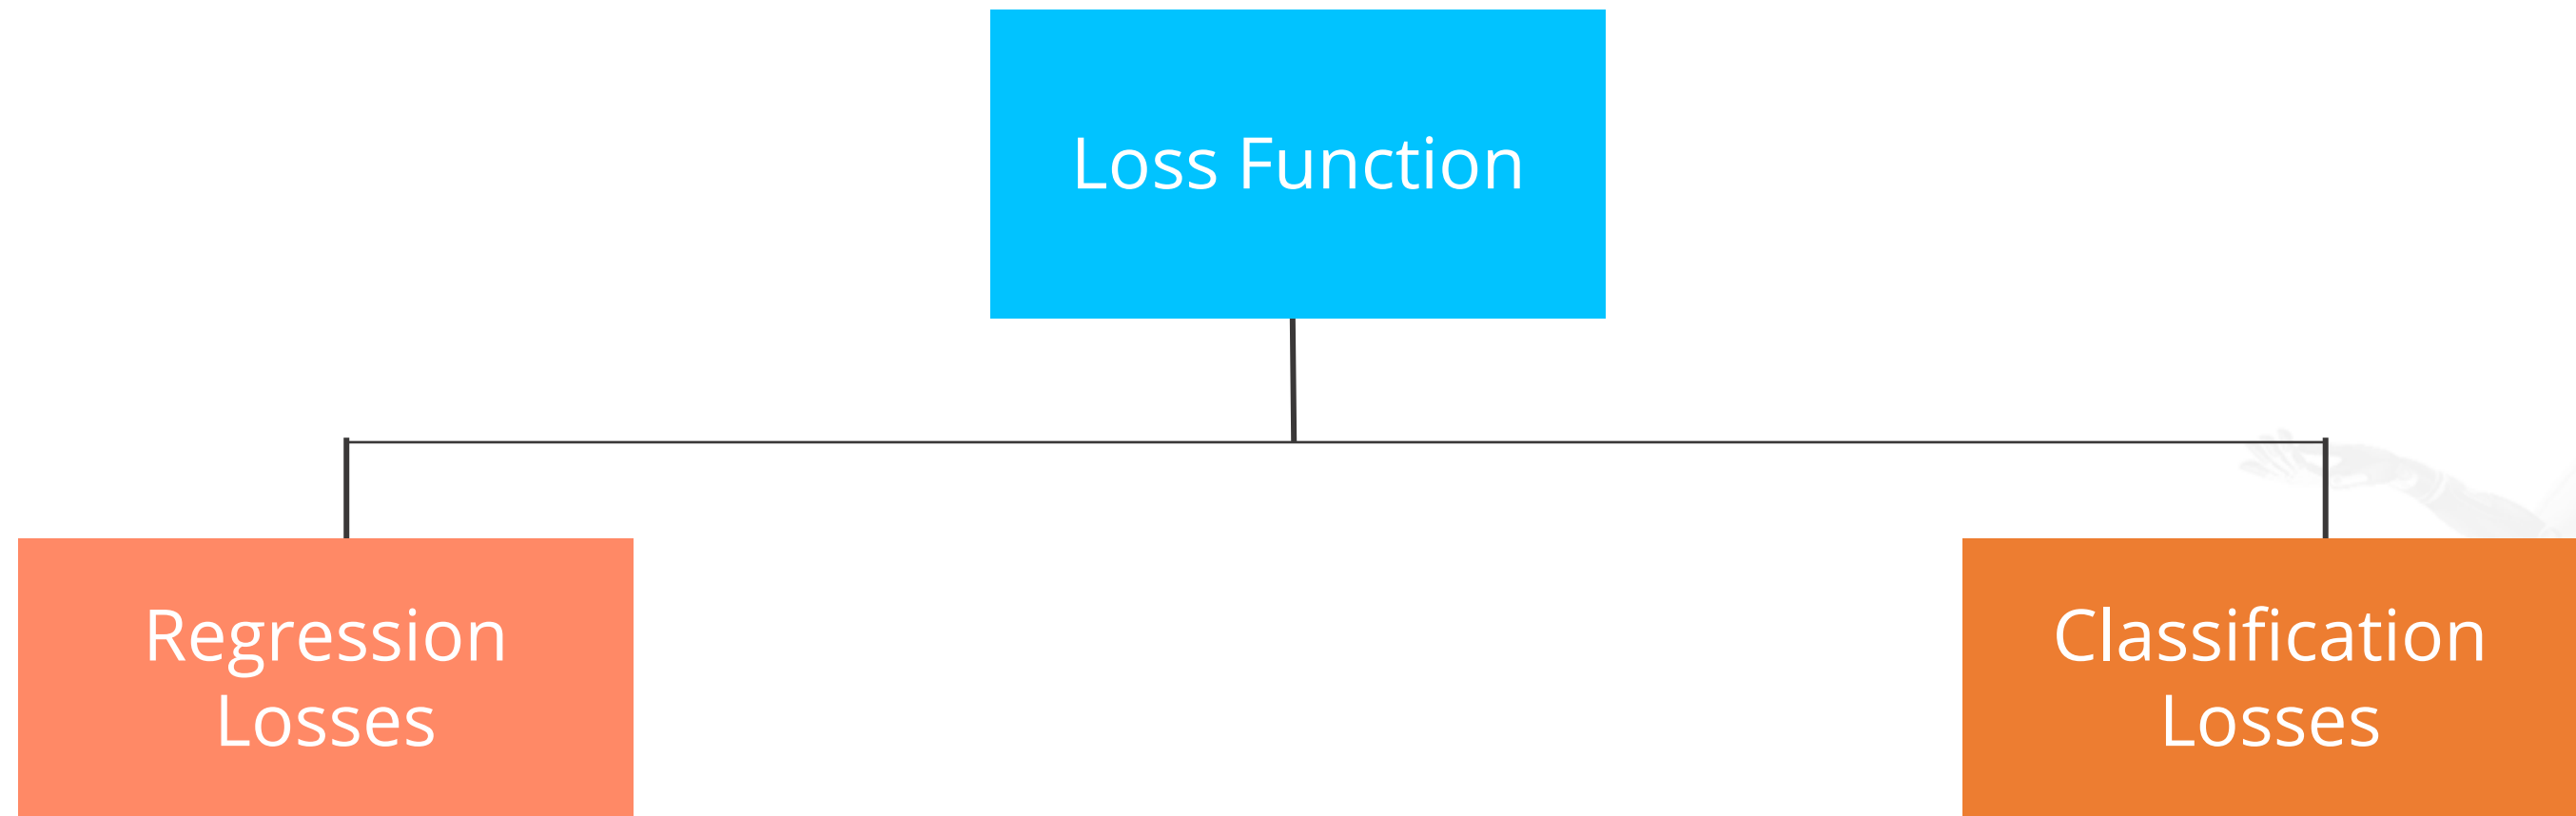 Loss Function
Regression
Losses
Classification
Losses